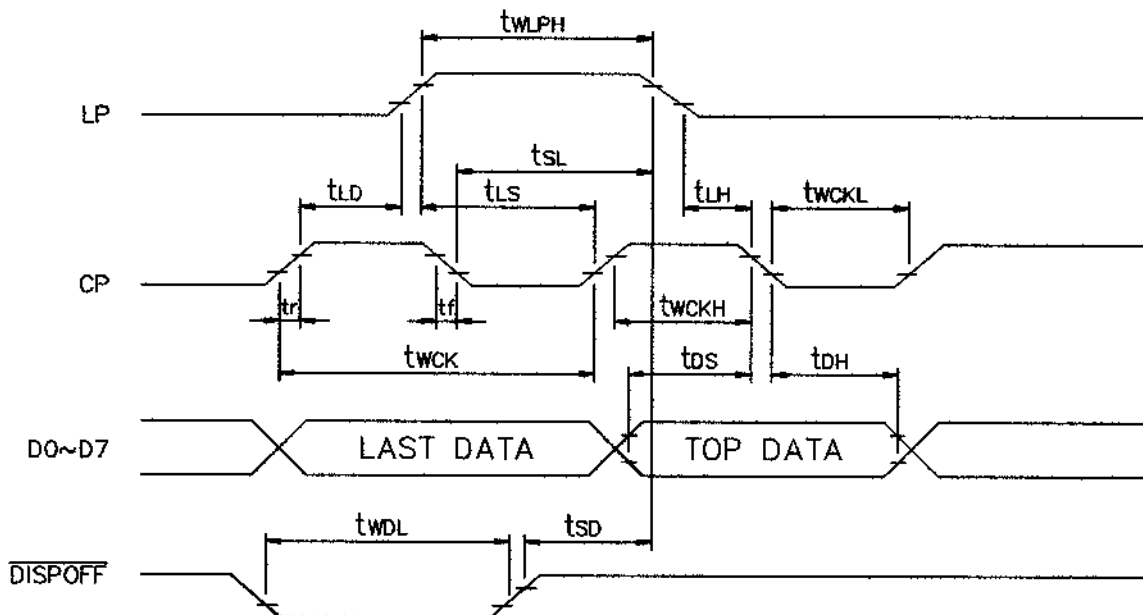 tWLPH
LP
tSL
tLD
tLS
tLH
tWCKL
CP
tr
tf
tWCKH
tWCK
tDS
tDH
D0~D7
LAST DATA
TOP DATA
tWDL
tSD
DISPOFF